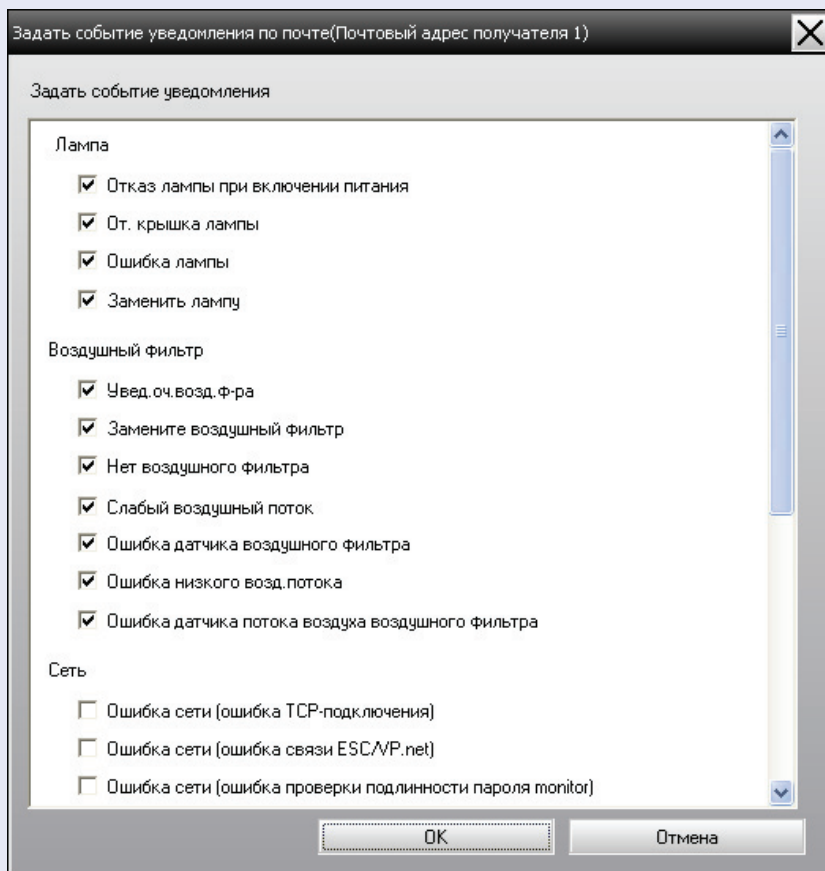 Задать событие уведомления по почте(Почтовый адрес получателя 1)
Задать событие уведомления
Лампа
Отказ лампы при включении питания
От. крышка лампы
Ошибка лампы
Заменить лампу
Воздушный фильтр
Увед.оч.возд.ф-ра
Замените воздушный фильтр
Нет воздушного фильтра
Слабый воздушный поток
Ошибка датчика воздушного фильтра
Ошибка низкого возд.потока
Ошибка датчика потока воздуха воздушного фильтра
Сеть
Ошибка сети (ошибка TCP-подключения)
Ошибка сети (ошибка связи ESC/VP.net)
Ошибка сети (ошибка проверки подлинности пароля monitor)
OK Отмена